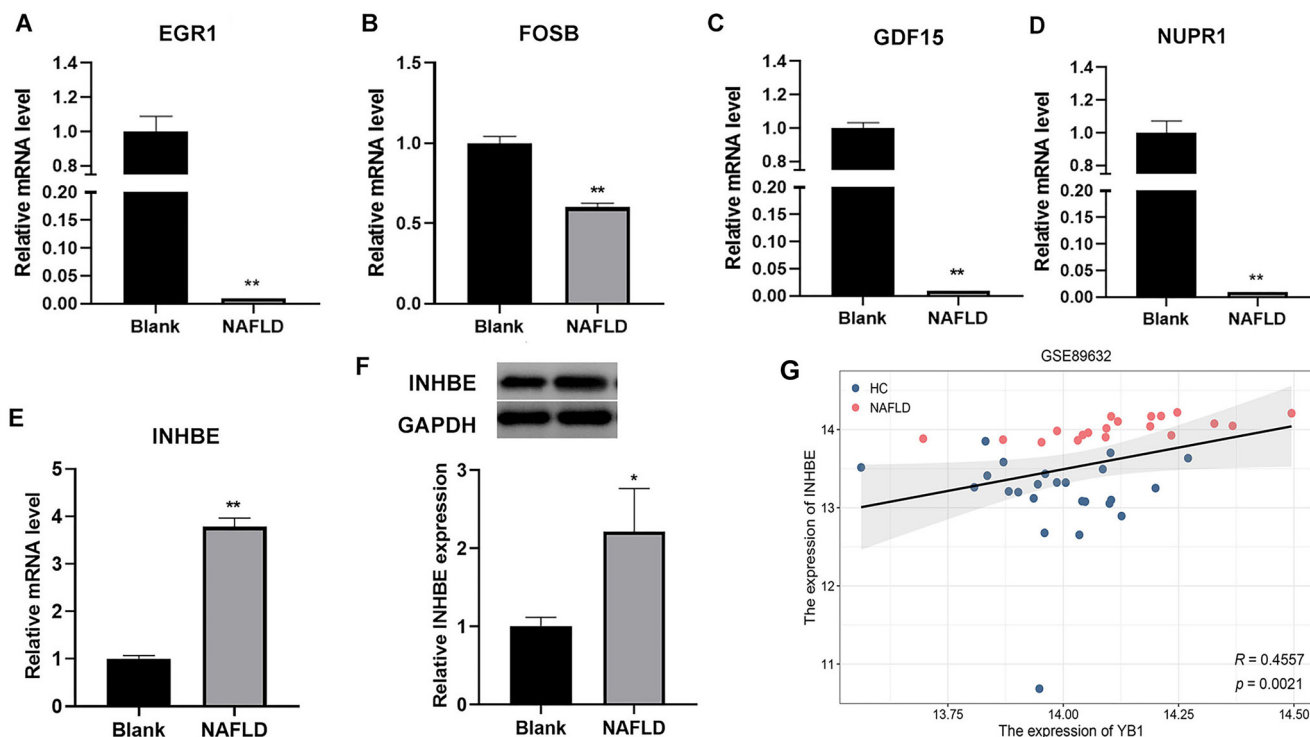 A
EGR1
Relative mRNA level
1.4
1.2
1.0
0.8
0.20
0.15
0.10
0.05
0.00
**
Blank
NAFLD
B
FOSB
Relative mRNA level
1.5
1.0
0.5
0.0
**
Blank
NAFLD
C
GDF15
Relative mRNA level
1.4
1.2
1.0
0.8
0.20
0.15
0.10
0.05
0.00
**
Blank
NAFLD
D
NUPR1
Relative mRNA level
1.4
1.2
1.0
0.8
0.20
0.15
0.10
0.05
0.00
**
Blank
NAFLD
E
INHBE
Relative mRNA level
5
4
3
2
1
0
**
Blank
NAFLD
F
INHBE
GAPDH
Relative INHBE expression
3
2
1
0
*
Blank
NAFLD
G
GSE89632
HC
NAFLD
The expression of INHBE
14
13
12
11
R = 0.4557
p = 0.0021
13.75
14.00
14.25
14.50
The expression of YB1